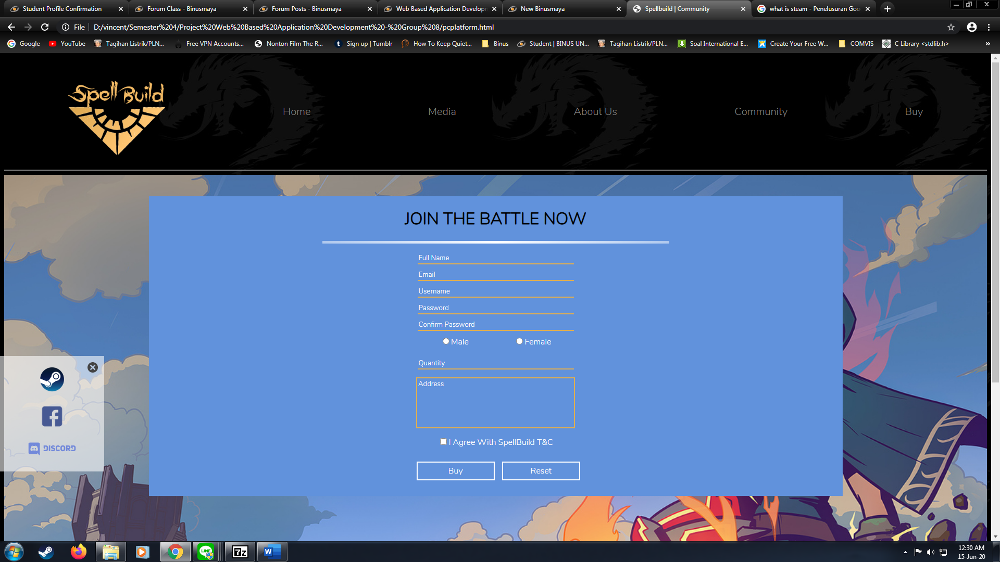 Student Profile Confirmation
Forum Class - Binusmaya
Forum Posts - Binusmaya
Web Based Application Develop
New Binusmaya
Spellbuild | Community
what is steam - Penelusuran Goo
File
D:/vincent/Semester%204/Project%20Web%20Based%20Application%20Development%20-%20Group%208/pcplatform.html
Google
YouTube
Tagihan Listrik/PLN...
Free VPN Accounts...
Nonton Film The R...
Sign up | Tumblr
How To Keep Quiet...
Binus
Student | BINUS UN...
Tagihan Listrik/PLN...
Soal International E...
Create Your Free W...
COMVIS
C Library <stdlib.h>
»
Spell Build
Home
Media
About Us
Community
Buy
JOIN THE BATTLE NOW
Full Name
Email
Username
Password
Confirm Password
Male
Female
Quantity
Address
DISCORD
I Agree With SpellBuild T&C
Buy
Reset
LINE
7z
W
12:30 AM
15-Jun-20